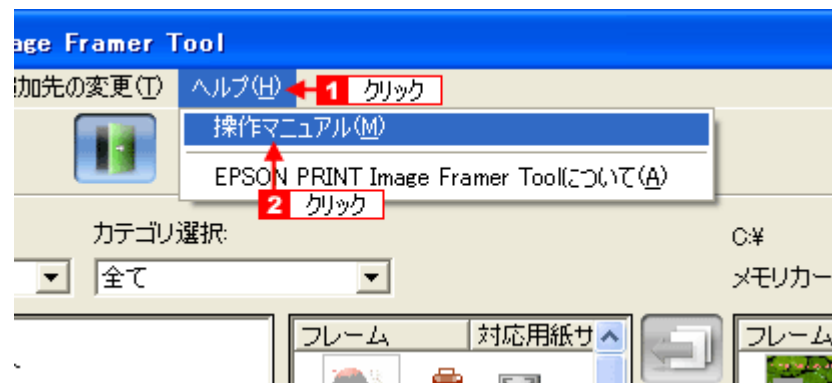 age Framer Tool
加先の変更(T) ヘルプ(H) 1 クリック
操作マニュアル(M)
EPSON PRINT Image Framer Toolについて(A)
2 クリック
カテゴリ選択:
C:¥
全て
メモリカー
フレーム 対応用紙サ
フレーム